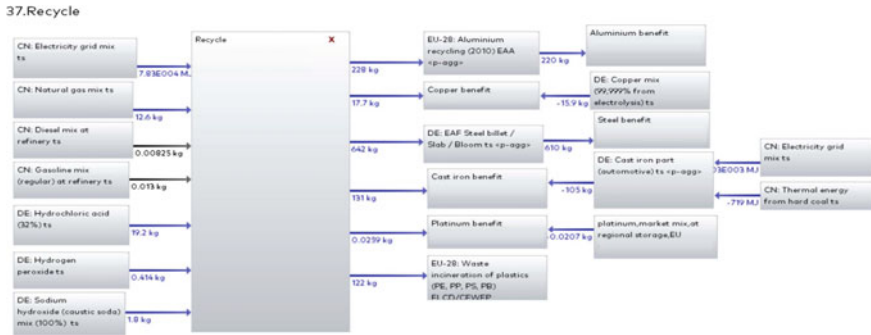 37.Recycle
CN: Electricity grid mix
ts
7.83E004 MJ
CN: Natural gas mix ts
12.6 kg
CN: Diesel mix at
refinery ts
0.00825 kg
CN: Gasoline mix
(regular) at refinery ts
0.013 kg
DE: Hydrochloric acid
(32%) ts
19.2 kg
DE: Hydrogen
peroxide ts
0.414 kg
DE: Sodium
hydroxide (caustic soda)
mix (100%) ts
1.8 kg
Recycle
X
228 kg
17.7 kg
642 kg
131 kg
0.0259 kg
122 kg
EU-28: Aluminium
recycling (2010) EAA
<p-agg>
220 kg
Aluminium benefit
Copper benefit
-15.9 kg
DE: Copper mix
(99,999% from
electrolysis) ts
DE: EAF Steel billet /
Slab / Bloom ts <p-agg>
610 kg
Steel benefit
Cast iron benefit
-105 kg
DE: Cast iron part
(automotive) ts <p-agg>
03E003 MJ
CN: Electricity grid
mix ts
-719 MJ
CN: Thermal energy
from hard coal ts
Platinum benefit
-0.0207 kg
platinum,market mix,at
regional storage,EU
EU-28: Waste
incineration of plastics
(PE, PP, PS, PB)